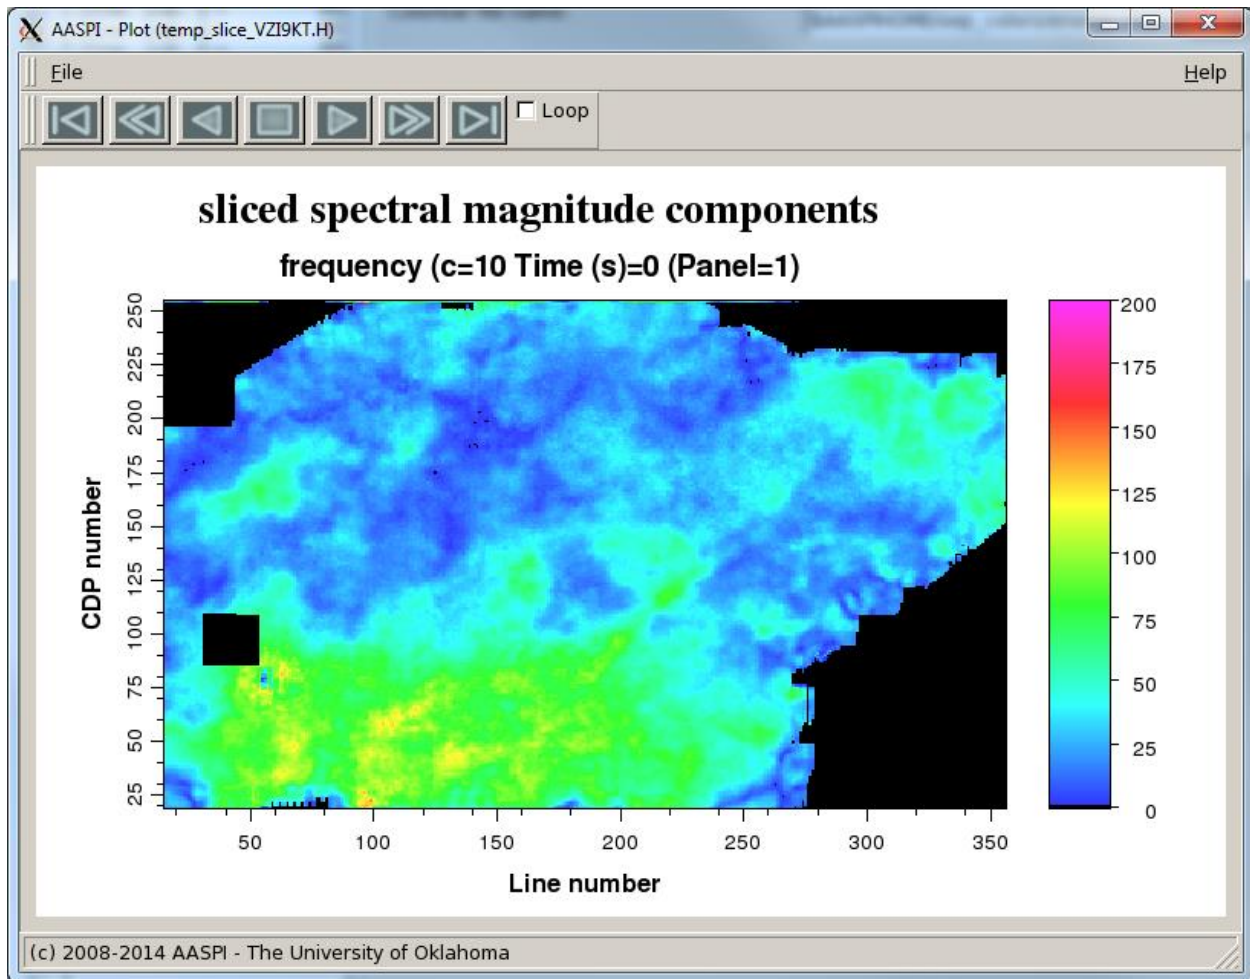 AASPI - Plot (temp_slice_VZI9KT.H)
File
Help
Loop
sliced spectral magnitude components
frequency (c=10 Time (s)=0 (Panel=1)
CDP number
250
225
200
175
150
125
100
75
50
25
50
100
150
200
250
300
350
Line number
200
175
150
125
100
75
50
25
0
(c) 2008-2014 AASPI - The University of Oklahoma